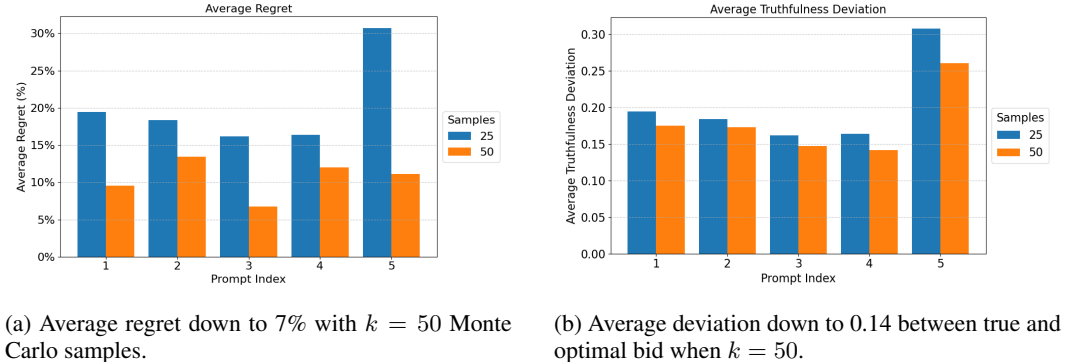 Average Regret
30%
25%
20%
15%
10%
5%
0%
Average Regret (%)
1 2 3 4 5
Prompt Index
Samples
25
50
Average Truthfulness Deviation
0.30
0.25
0.20
0.15
0.10
0.05
0.00
Average Truthfulness Deviation
1 2 3 4 5
Prompt Index
Samples
25
50
(a) Average regret down to 7% with k = 50 Monte
Carlo samples.
(b) Average deviation down to 0.14 between true and
optimal bid when k = 50.